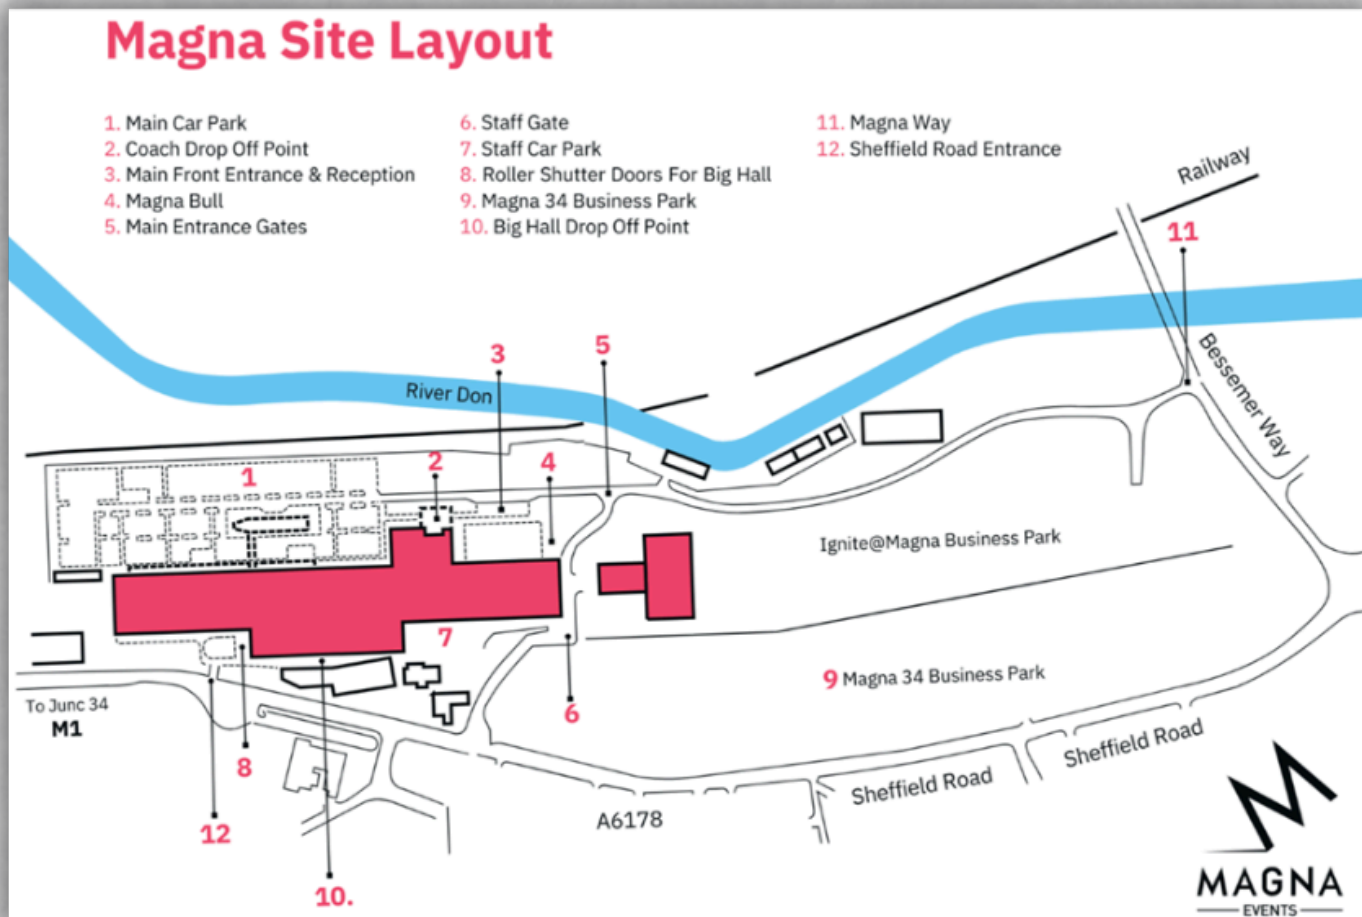 Magna Site Layout
1. Main Car Park
2. Coach Drop Off Point
3. Main Front Entrance & Reception
4. Magna Bull
5. Main Entrance Gates
6. Staff Gate
7. Staff Car Park
8. Roller Shutter Doors For Big Hall
9. Magna 34 Business Park
10. Big Hall Drop Off Point
11. Magna Way
12. Sheffield Road Entrance
Railway
11
5
3
River Don
Bessemer Way
1
2
4
Ignite@Magna Business Park
7
9 Magna 34 Business Park
6
To Junc 34
M1
8
Sheffield Road
Sheffield Road
A6178
12
10.
MAGNA
EVENTS